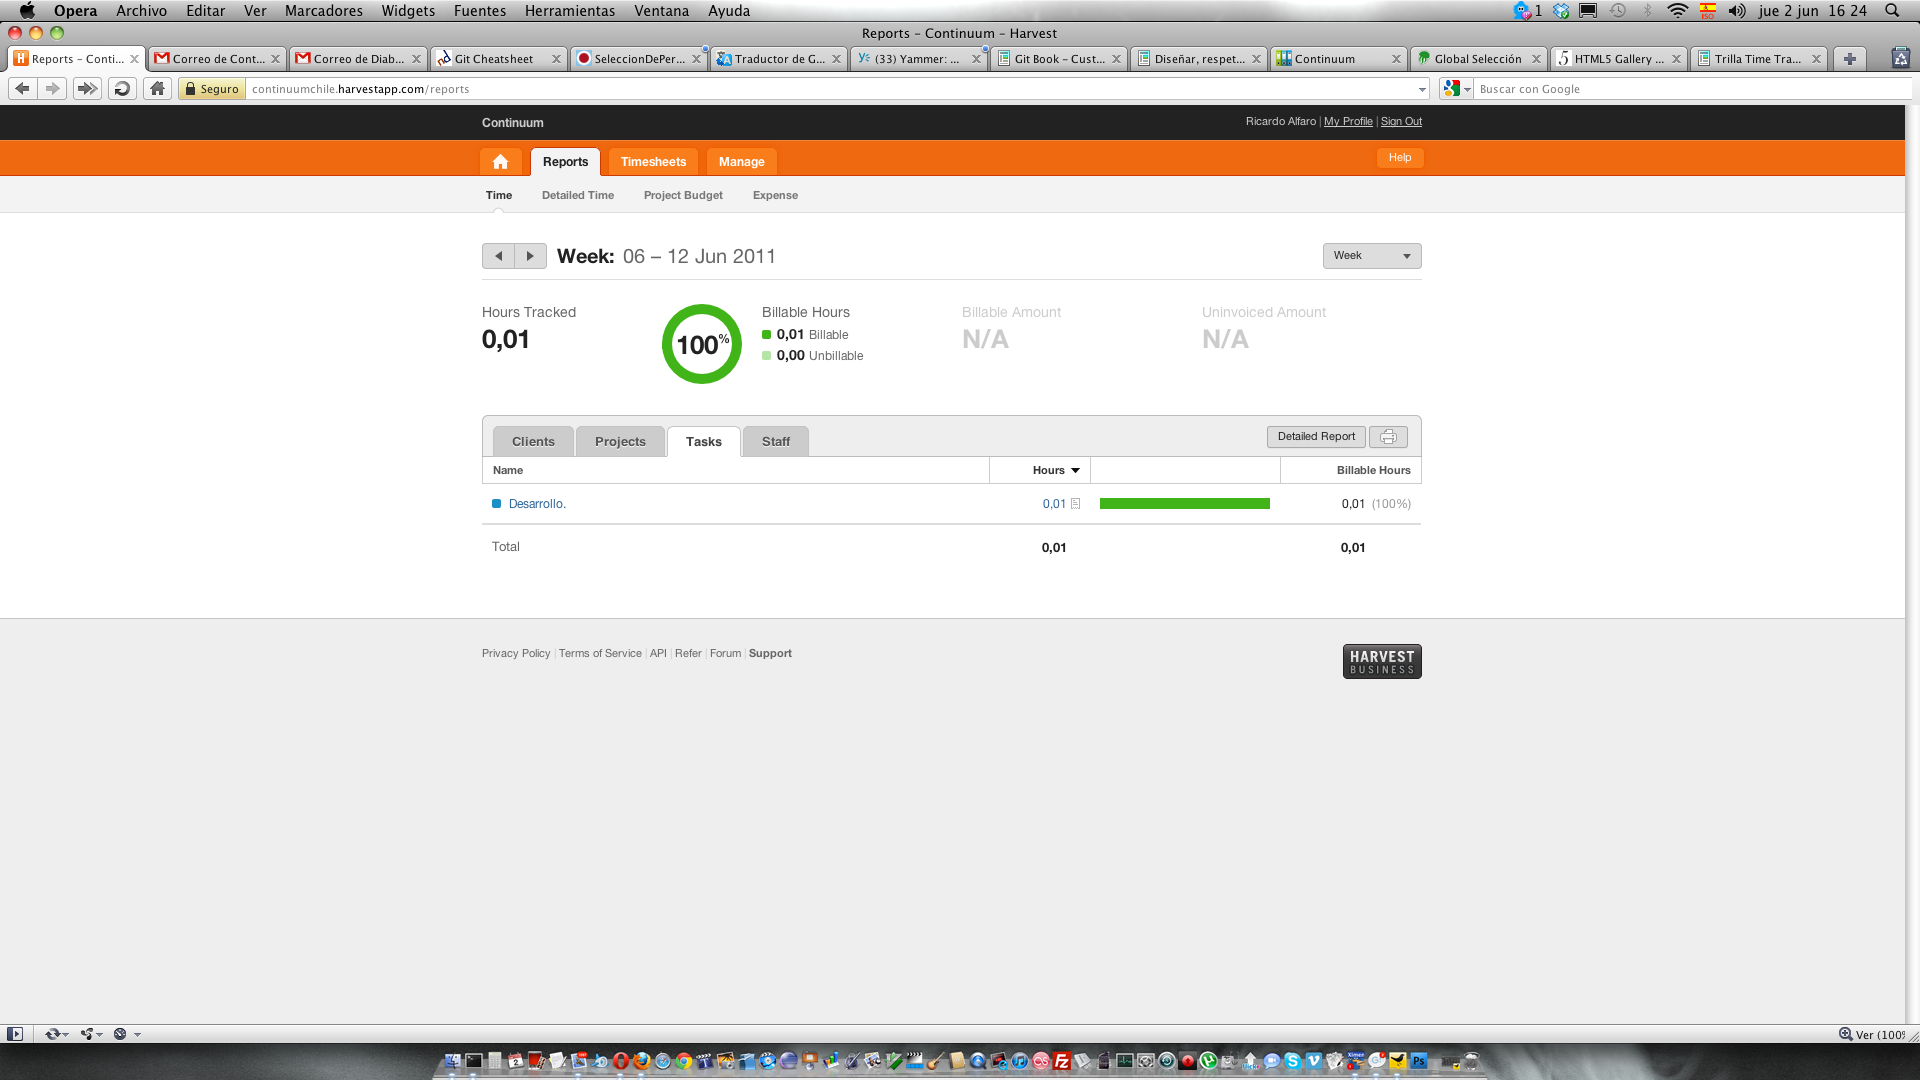 Opera Archivo Editar Ver Marcadores Widgets Fuentes Herramientas Ventana Ayuda 1 ISO jue 2 jun 16 24
Reports – Continuum – Harvest
Reports – Conti... Correo de Cont... Correo de Diab... Git Cheatsheet SeleccionDePer... Traductor de G... (33) Yammer: ... Git Book – Cust... Diseñar, respet... Continuum Global Selección HTML5 Gallery ... Trilla Time Tra...
Seguro continuumchile.harvestapp.com/reports Buscar con Google
Continuum Ricardo Alfaro | My Profile | Sign Out
Reports Timesheets Manage Help
Time Detailed Time Project Budget Expense
Week: 06 – 12 Jun 2011 Week
Hours Tracked Billable Hours Billable Amount Uninvoiced Amount
0,01 100% 0,01 Billable N/A N/A
0,00 Unbillable
Clients Projects Tasks Staff Detailed Report
Name Hours Billable Hours
Desarrollo. 0,01 0,01 (100%)
Total 0,01 0,01
Privacy Policy | Terms of Service | API | Refer | Forum | Support HARVEST
BUSINESS
Ver (100%